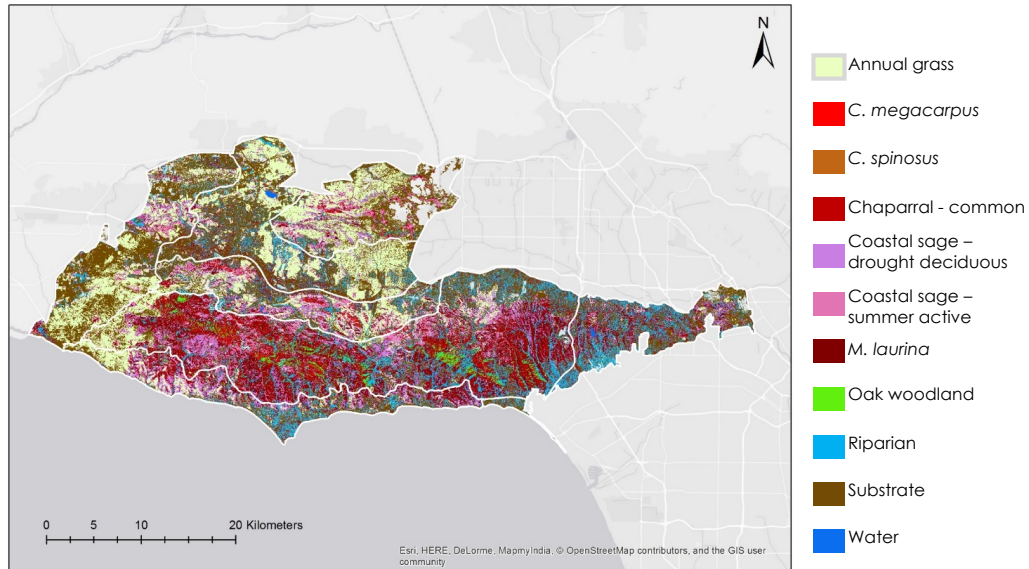 N
Annual grass
C. megacarpus
C. spinosus
Chaparral - common
Coastal sage –
drought deciduous
Coastal sage –
summer active
M. laurina
Oak woodland
Riparian
Substrate
Water
0 5 10 20 Kilometers
Esri, HERE, DeLorme, MapmyIndia, © OpenStreetMap contributors, and the GIS user
community